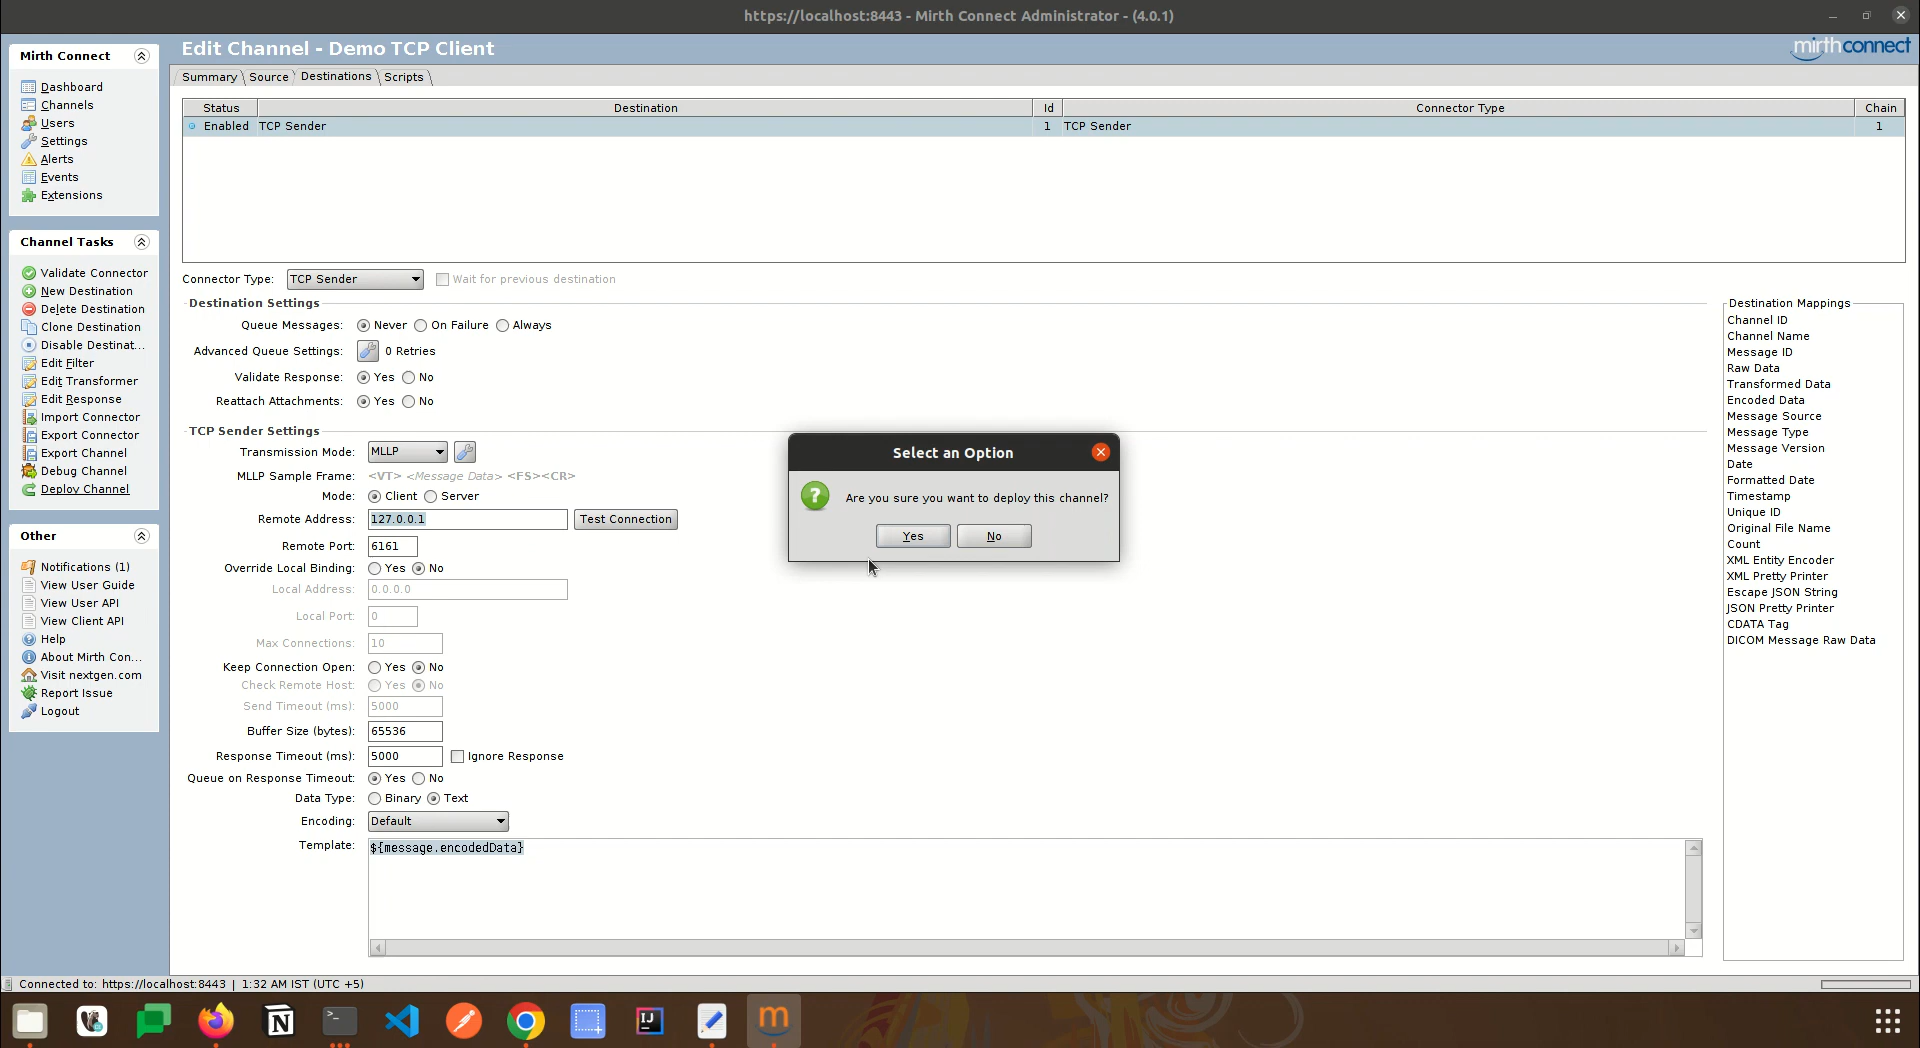 https://localhost:8443 - Mirth Connect Administrator - (4.0.1)
Mirth Connect
Dashboard
Channels
Users
Settings
Alerts
Events
Extensions
Channel Tasks
Validate Connector
New Destination
Delete Destination
Clone Destination
Disable Destinat...
Edit Filter
Edit Transformer
Edit Response
Import Connector
Export Connector
Export Channel
Debug Channel
Deploy Channel
Other
Notifications (1)
View User Guide
View User API
View Client API
Help
About Mirth Con...
Visit nextgen.com
Report Issue
Logout
Edit Channel - Demo TCP Client
mirthconnect
Summary Source Destinations Scripts
Status Destination Id Connector Type Chain
Enabled TCP Sender 1 TCP Sender 1
Connector Type: TCP Sender Wait for previous destination
Destination Settings
Queue Messages: Never On Failure Always
Advanced Queue Settings: 0 Retries
Validate Response: Yes No
Reattach Attachments: Yes No
TCP Sender Settings
Transmission Mode: MLLP
MLLP Sample Frame: <VT> <Message Data> <FS><CR>
Mode: Client Server
Remote Address: 127.0.0.1 Test Connection
Remote Port: 6161
Override Local Binding: Yes No
Local Address: 0.0.0.0
Local Port: 0
Max Connections: 10
Keep Connection Open: Yes No
Check Remote Host: Yes No
Send Timeout (ms): 5000
Buffer Size (bytes): 65536
Response Timeout (ms): 5000 Ignore Response
Queue on Response Timeout: Yes No
Data Type: Binary Text
Encoding: Default
Template: ${message.encodedData}
Select an Option
Are you sure you want to deploy this channel?
Yes No
Destination Mappings
Channel ID
Channel Name
Message ID
Raw Data
Transformed Data
Encoded Data
Message Source
Message Type
Message Version
Date
Formatted Date
Timestamp
Unique ID
Original File Name
Count
XML Entity Encoder
XML Pretty Printer
Escape JSON String
JSON Pretty Printer
CDATA Tag
DICOM Message Raw Data
Connected to: https://localhost:8443 | 1:32 AM IST (UTC +5)
N
>_
IJ
m